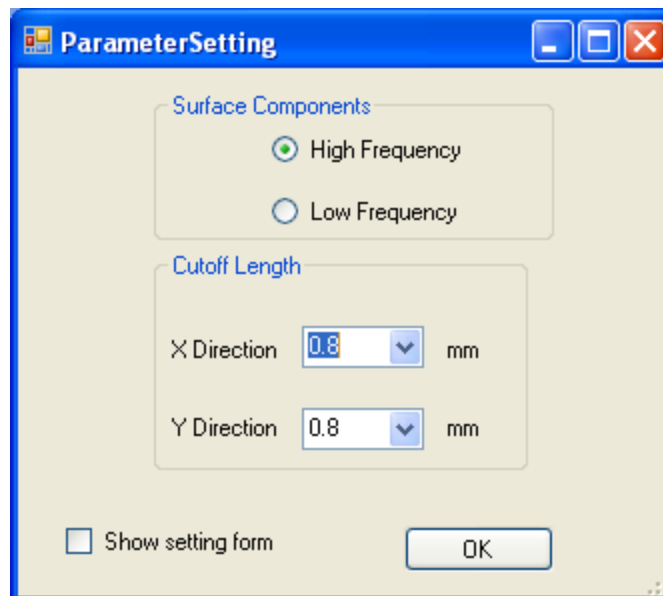 ParameterSetting
Surface Components
High Frequency
Low Frequency
Cutoff Length
X Direction 0.8 mm
Y Direction 0.8 mm
Show setting form OK